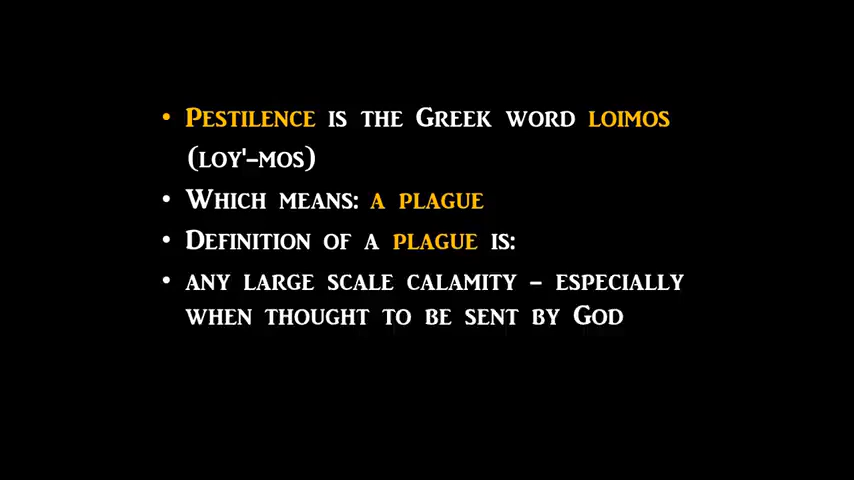 • Pestilence is the Greek word loimos
(loy'-mos)
• Which means: a plague
• Definition of a plague is:
• any large scale calamity – especially
when thought to be sent by God